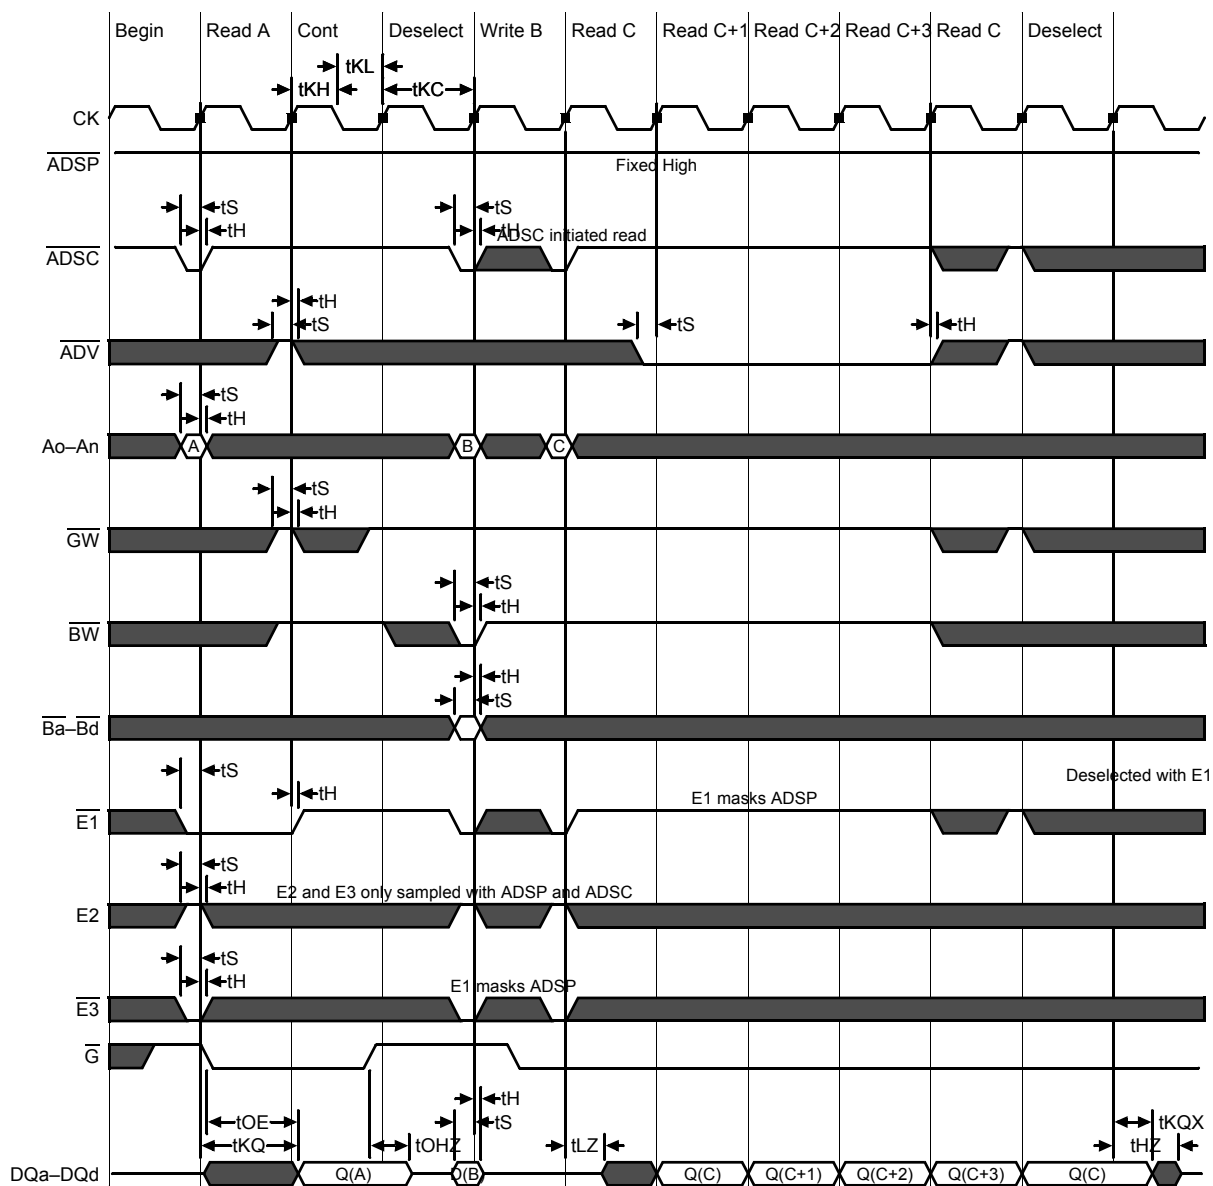 Begin Read A Cont Deselect Write B Read C Read C+1 Read C+2 Read C+3 Read C Deselect
tKL
tKH tKC
CK
ADSP
Fixed High
tS tS
tH tH
ADSC initiated read
ADSC
tH
tS tS tH
ADV
tS
tH
Ao–An A B C
tS
tH
GW
tS
tH
BW
tH
tS
Ba–Bd
tS
Deselected with E1
tH
E1 masks ADSP
E1
tS
tH
E2 and E3 only sampled with ADSP and ADSC
E2
tS
tH
E1 masks ADSP
E3
G
tH
tOE tS tKQX
tKQ tOHZ tLZ tHZ
DQa–DQd Q(A) D(B) Q(C) Q(C+1) Q(C+2) Q(C+3) Q(C)